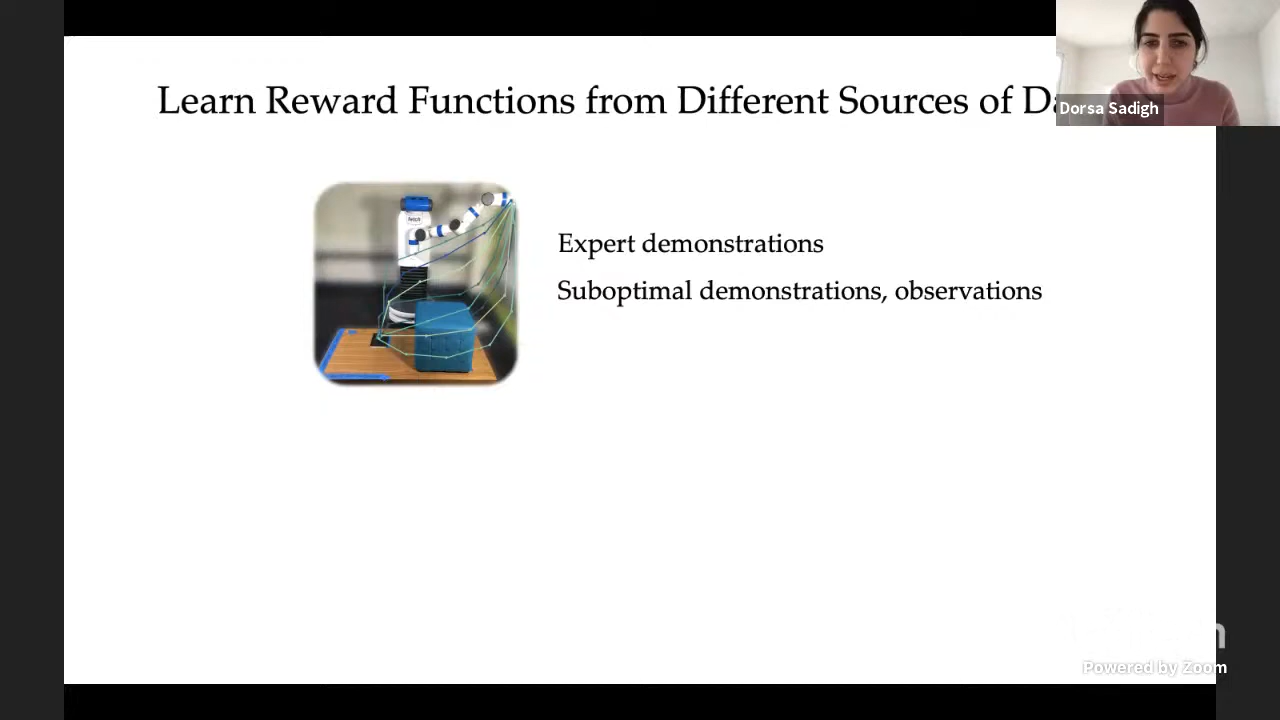 Learn Reward Functions from Different Sources of Da
Dorsa Sadigh
Expert demonstrations
Suboptimal demonstrations, observations
Powered by Zoom